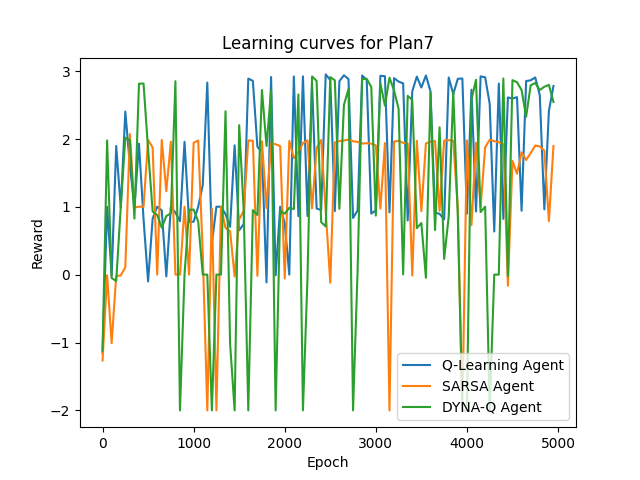 Learning curves for Plan7
3
2
1
0
−1
−2
Reward
0
1000
2000
3000
4000
5000
Epoch
Q-Learning Agent
SARSA Agent
DYNA-Q Agent